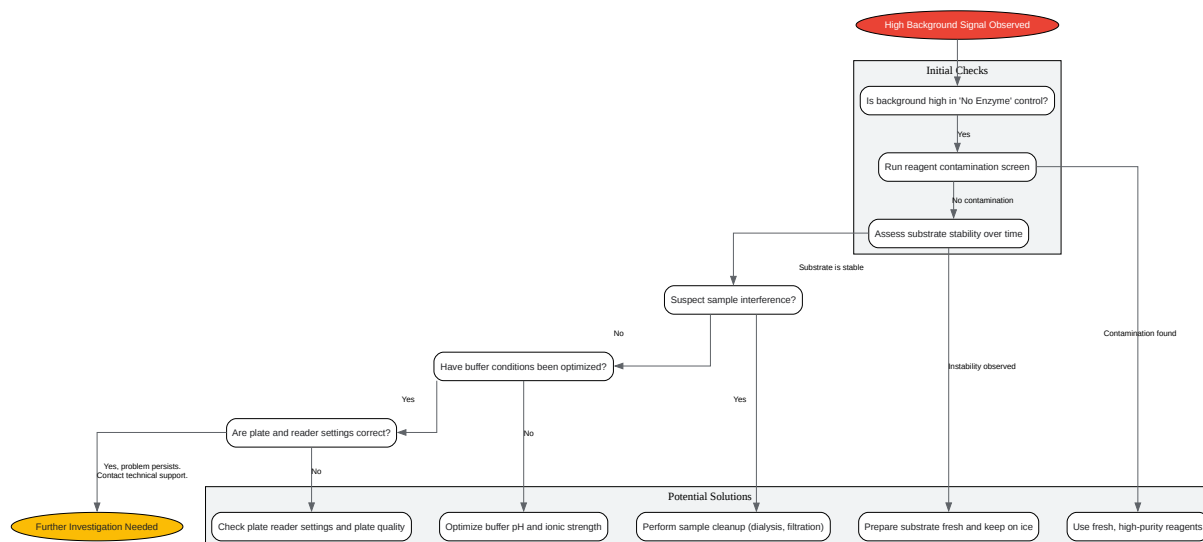 High Background Signal Observed
Initial Checks
Is background high in 'No Enzyme' control?
Yes
Run reagent contamination screen
No contamination
Assess substrate stability over time
Substrate is stable
Suspect sample interference?
No
Contamination found
Have buffer conditions been optimized?
Instability observed
Yes
Yes
Are plate and reader settings correct?
No
Yes, problem persists.
Contact technical support.
No
Potential Solutions
Further Investigation Needed
Check plate reader settings and plate quality
Optimize buffer pH and ionic strength
Perform sample cleanup (dialysis, filtration)
Prepare substrate fresh and keep on ice
Use fresh, high-purity reagents